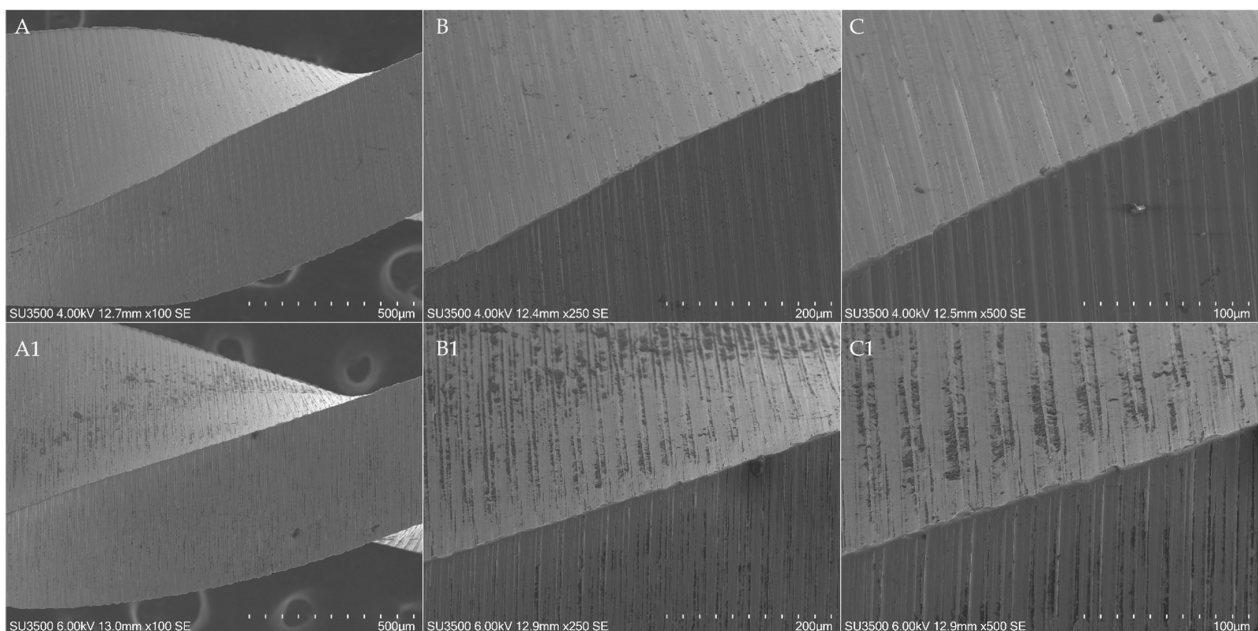 A
B
C
SU3500 4.00kV 12.7mm x100 SE
500µm
SU3500 4.00kV 12.4mm x250 SE
200µm
SU3500 4.00kV 12.5mm x500 SE
100µm
A1
B1
C1
SU3500 6.00kV 13.0mm x100 SE
500µm
SU3500 6.00kV 12.9mm x250 SE
200µm
SU3500 6.00kV 12.9mm x500 SE
100µm